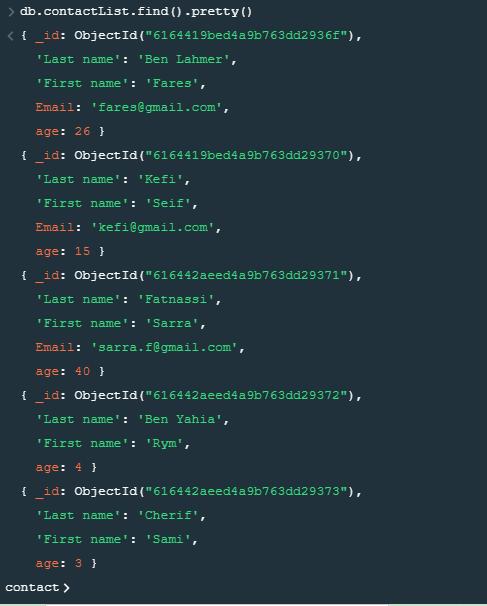 > db.contactList.find().pretty()
< { _id: ObjectId("6164419bed4a9b763dd2936f"),
'Last name': 'Ben Lahmer',
'First name': 'Fares',
Email: 'fares@gmail.com',
age: 26 }
{ _id: ObjectId("6164419bed4a9b763dd29370"),
'Last name': 'Kefi',
'First name': 'Seif',
Email: 'kefi@gmail.com',
age: 15 }
{ _id: ObjectId("616442aeed4a9b763dd29371"),
'Last name': 'Fatnassi',
'First name': 'Sarra',
Email: 'sarra.f@gmail.com',
age: 40 }
{ _id: ObjectId("616442aeed4a9b763dd29372"),
'Last name': 'Ben Yahia',
'First name': 'Rym',
age: 4 }
{ _id: ObjectId("616442aeed4a9b763dd29373"),
'Last name': 'Cherif',
'First name': 'Sami',
age: 3 }
contact >